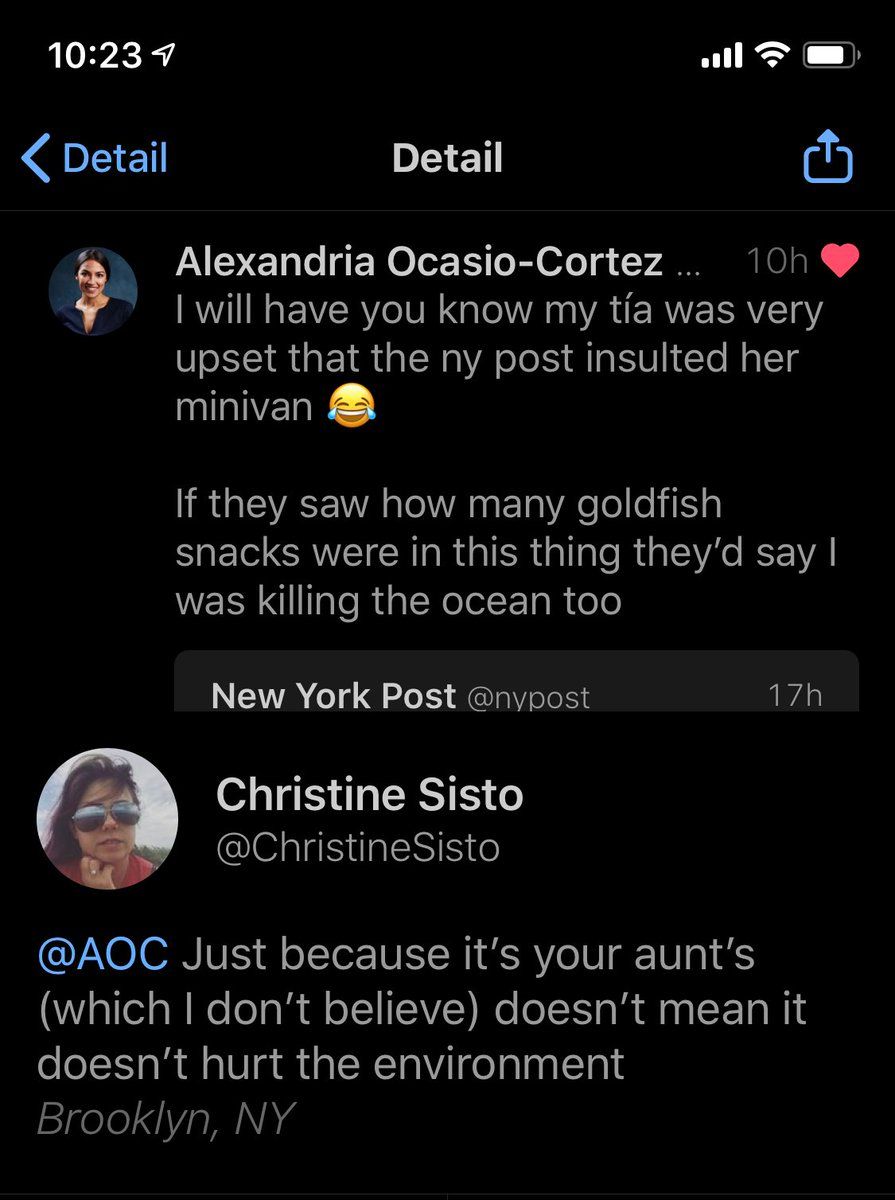 10:23
Detail
Detail
Alexandria Ocasio-Cortez ... 10h
I will have you know my tía was very
upset that the ny post insulted her
minivan 😂
If they saw how many goldfish
snacks were in this thing they’d say I
was killing the ocean too
New York Post @nypost 17h
Christine Sisto
@ChristineSisto
@AOC Just because it’s your aunt’s
(which I don’t believe) doesn’t mean it
doesn’t hurt the environment
Brooklyn, NY